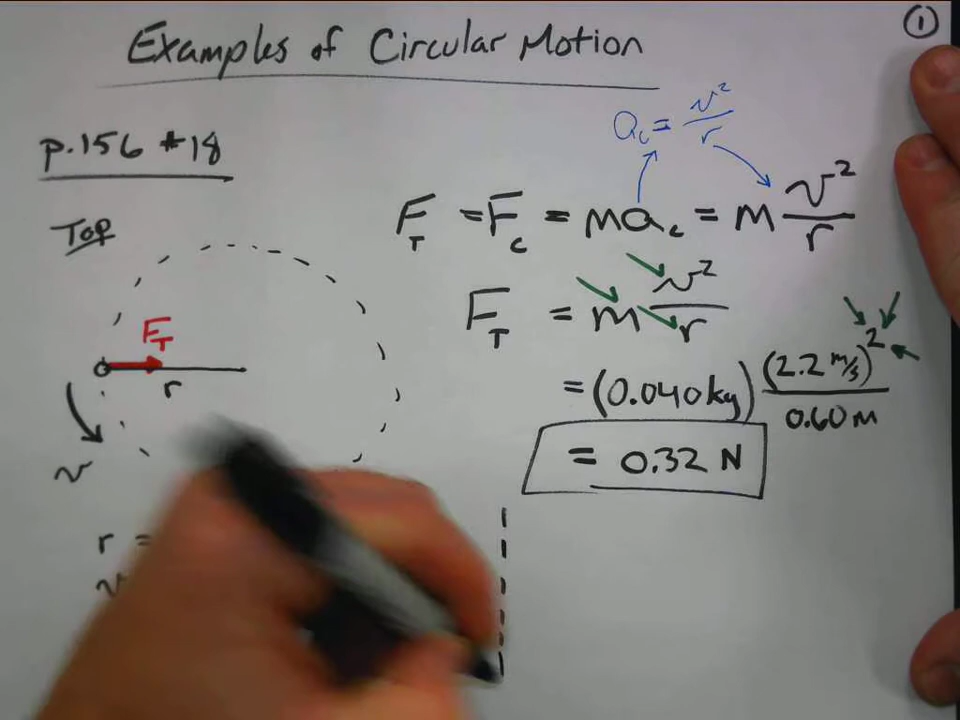 ①
Examples of Circular Motion
p.156 #18
a_c = v²/r
Top
F_T = F_c = ma_c = m v²/r
F_T = m v²/r
F_T
r
= (0.040 kg) (2.2 m/s)² / 0.60 m
= 0.32 N
v
r =
v